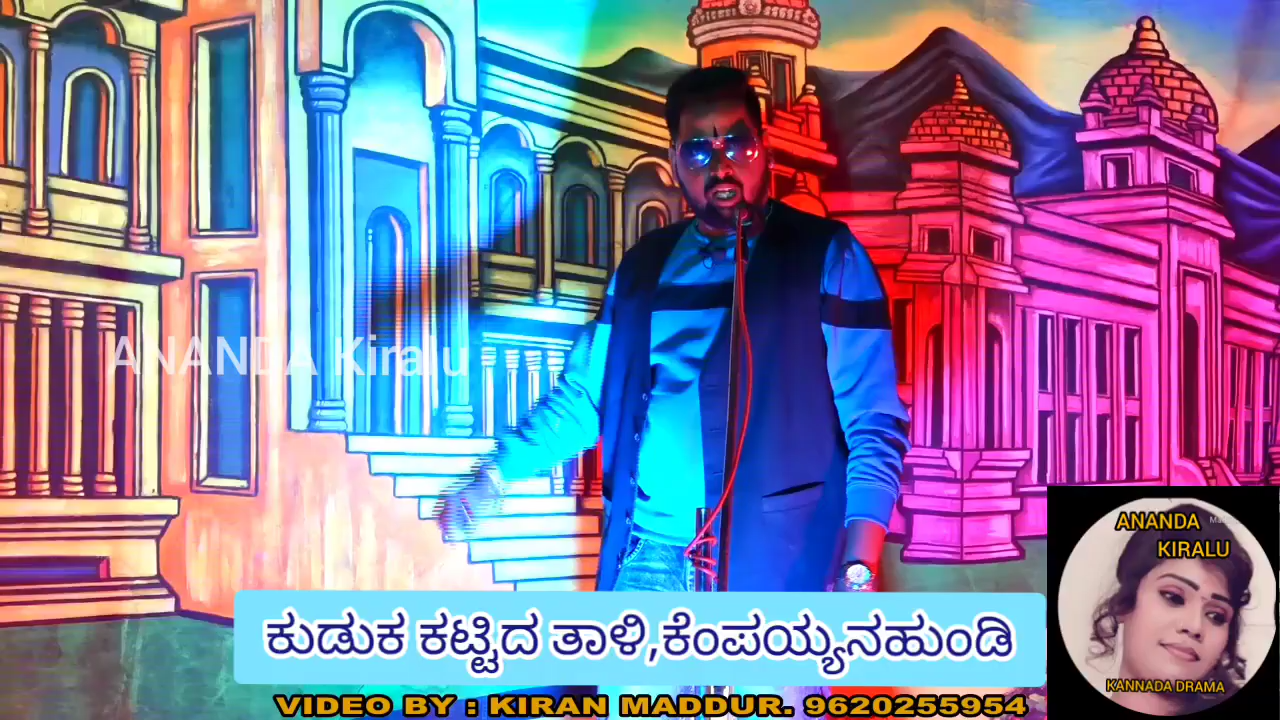 ANANDA Kiralu
ANANDA
KIRALU
KANNADA DRAMA
ಕುಡುಕ ಕಟ್ಟಿದ ತಾಳಿ,ಕೆಂಪಯ್ಯನಹುಂಡಿ
VIDEO BY : KIRAN MADDUR. 9620255954